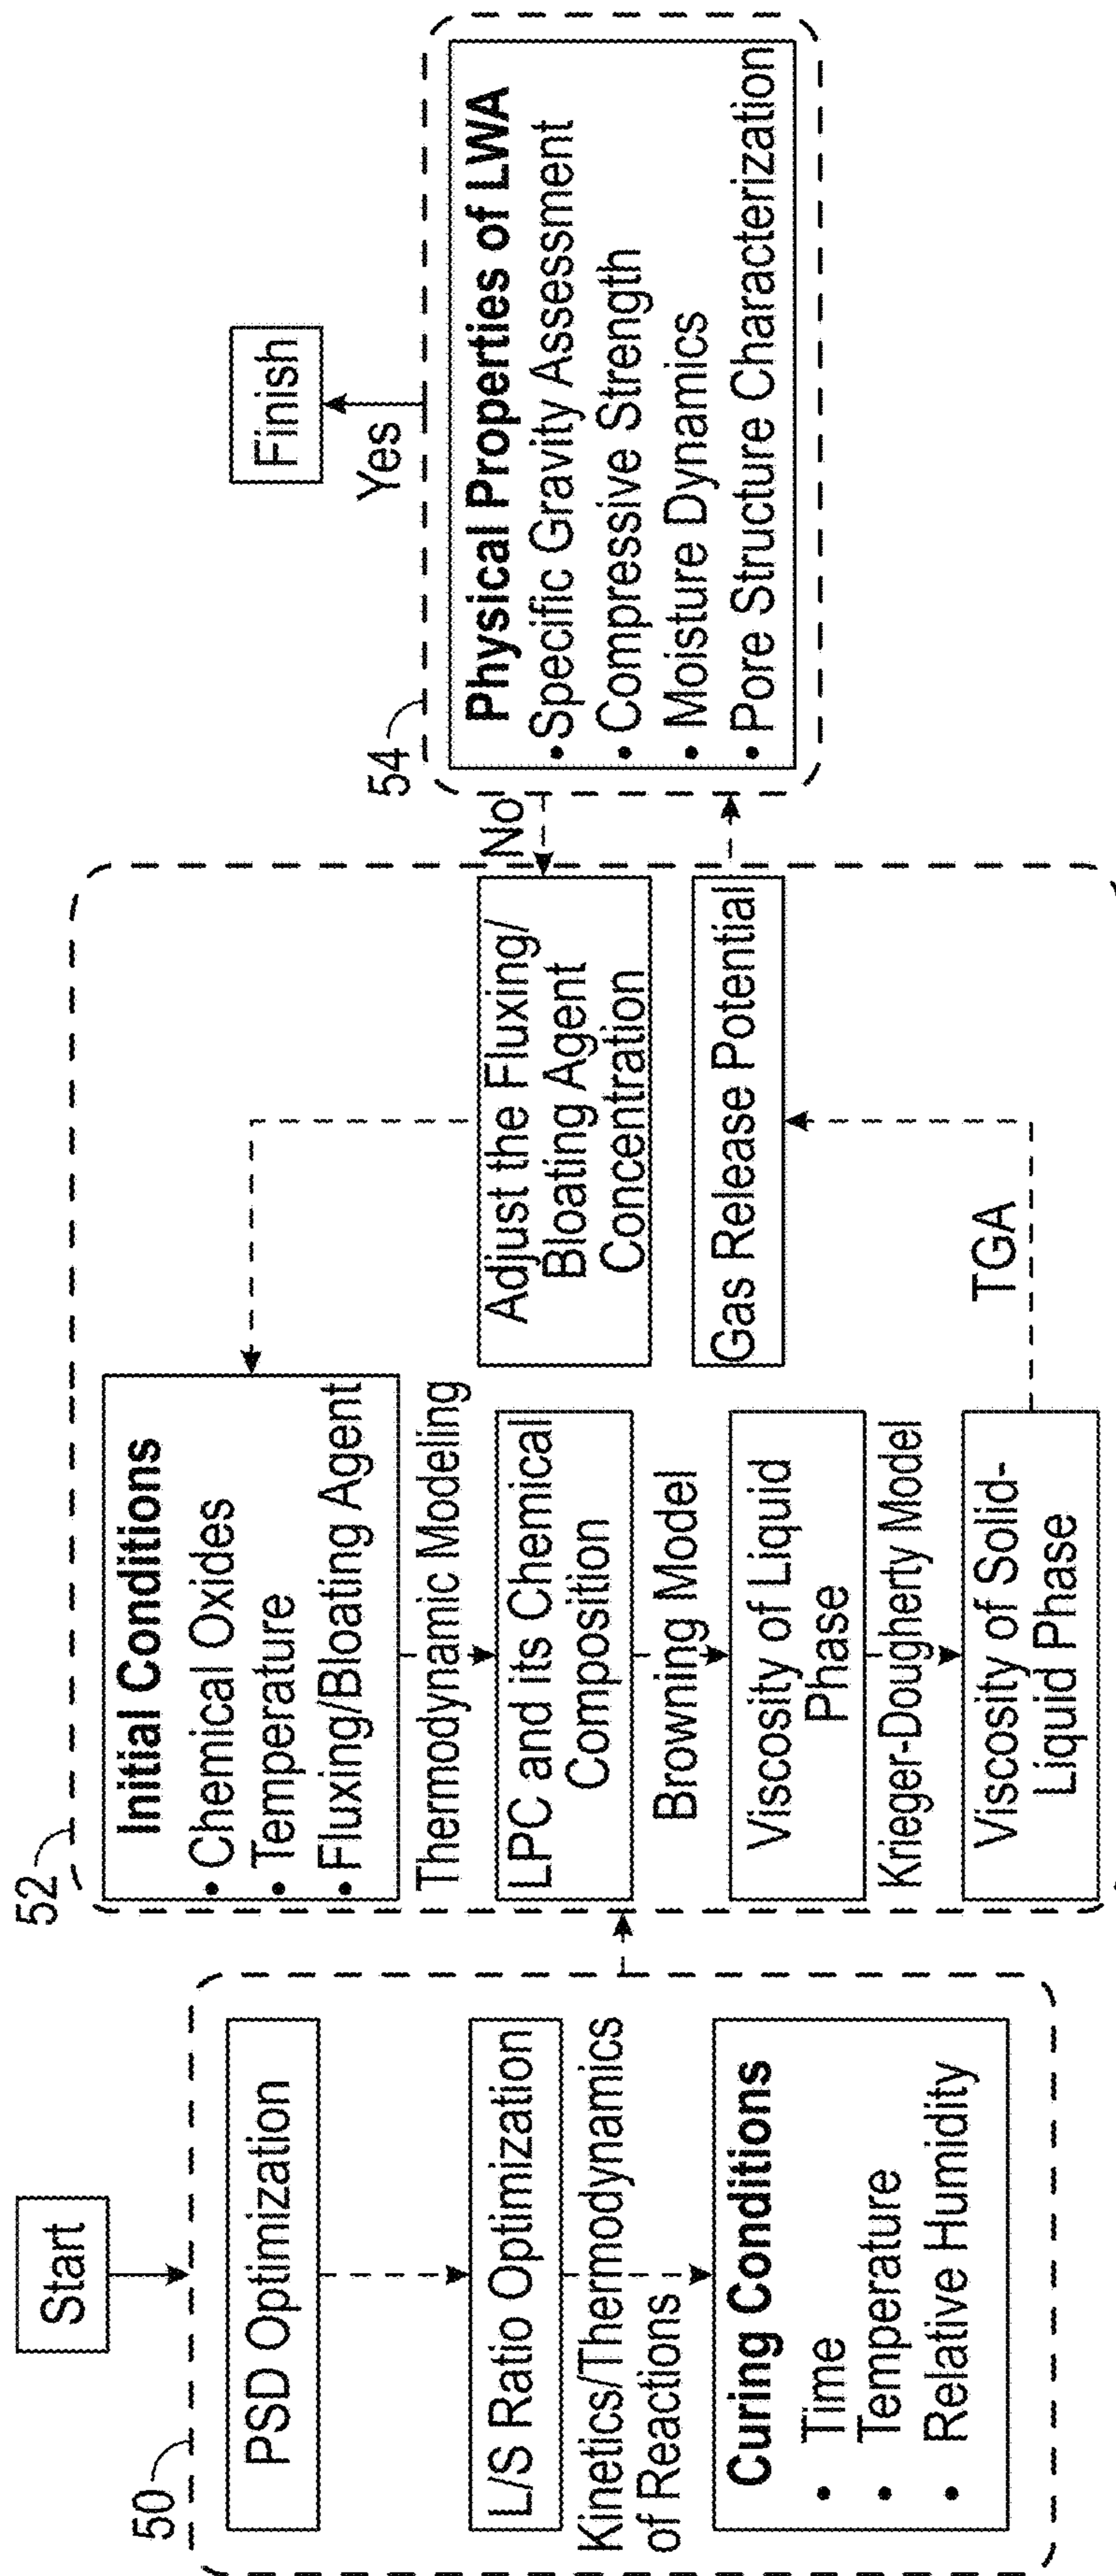 Start
50
PSD Optimization
L/S Ratio Optimization
Kinetics/Thermodynamics
of Reactions
Curing Conditions
• Time
• Temperature
• Relative Humidity
52
Initial Conditions
• Chemical Oxides
• Temperature
• Fluxing/Bloating Agent
Thermodynamic Modeling
LPC and its Chemical
Composition
Browning Model
Viscosity of Liquid
Phase
Krieger-Dougherty Model
Viscosity of Solid-
Liquid Phase
TGA
Gas Release Potential
Adjust the Fluxing/
Bloating Agent
Concentration
No
54
Physical Properties of LWA
• Specific Gravity Assessment
• Compressive Strength
• Moisture Dynamics
• Pore Structure Characterization
Yes
Finish